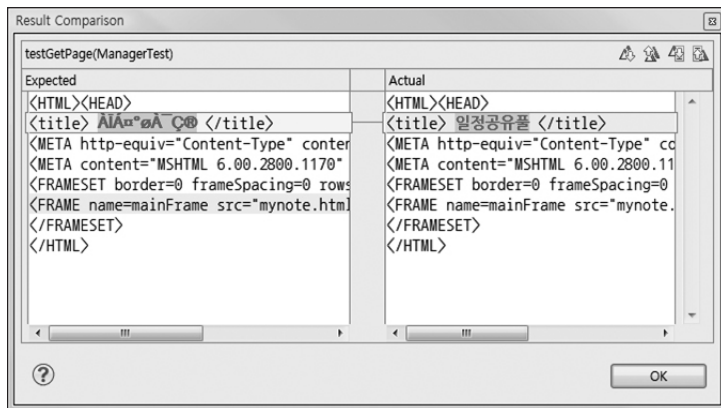 Result Comparison
testGetPage(ManagerTest)
Expected
<HTML><HEAD>
<title> ÀÏÁ¤°øÀ¯Ç® </title>
<META http-equiv="Content-Type" conter
<META content="MSHTML 6.00.2800.1170"
<FRAMESET border=0 frameSpacing=0 rows
<FRAME name=mainFrame src="mynote.html
</FRAMESET>
</HTML>
Actual
<HTML><HEAD>
<title> 일정공유풀 </title>
<META http-equiv="Content-Type" cc
<META content="MSHTML 6.00.2800.11
<FRAMESET border=0 frameSpacing=0
<FRAME name=mainFrame src="mynote.
</FRAMESET>
</HTML>
OK